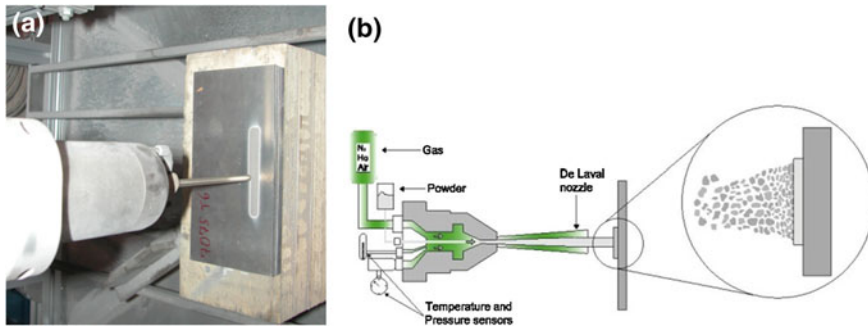 (a)
(b)
N₂
He
Air
Gas
Powder
De Laval
nozzle
Temperature and
Pressure sensors